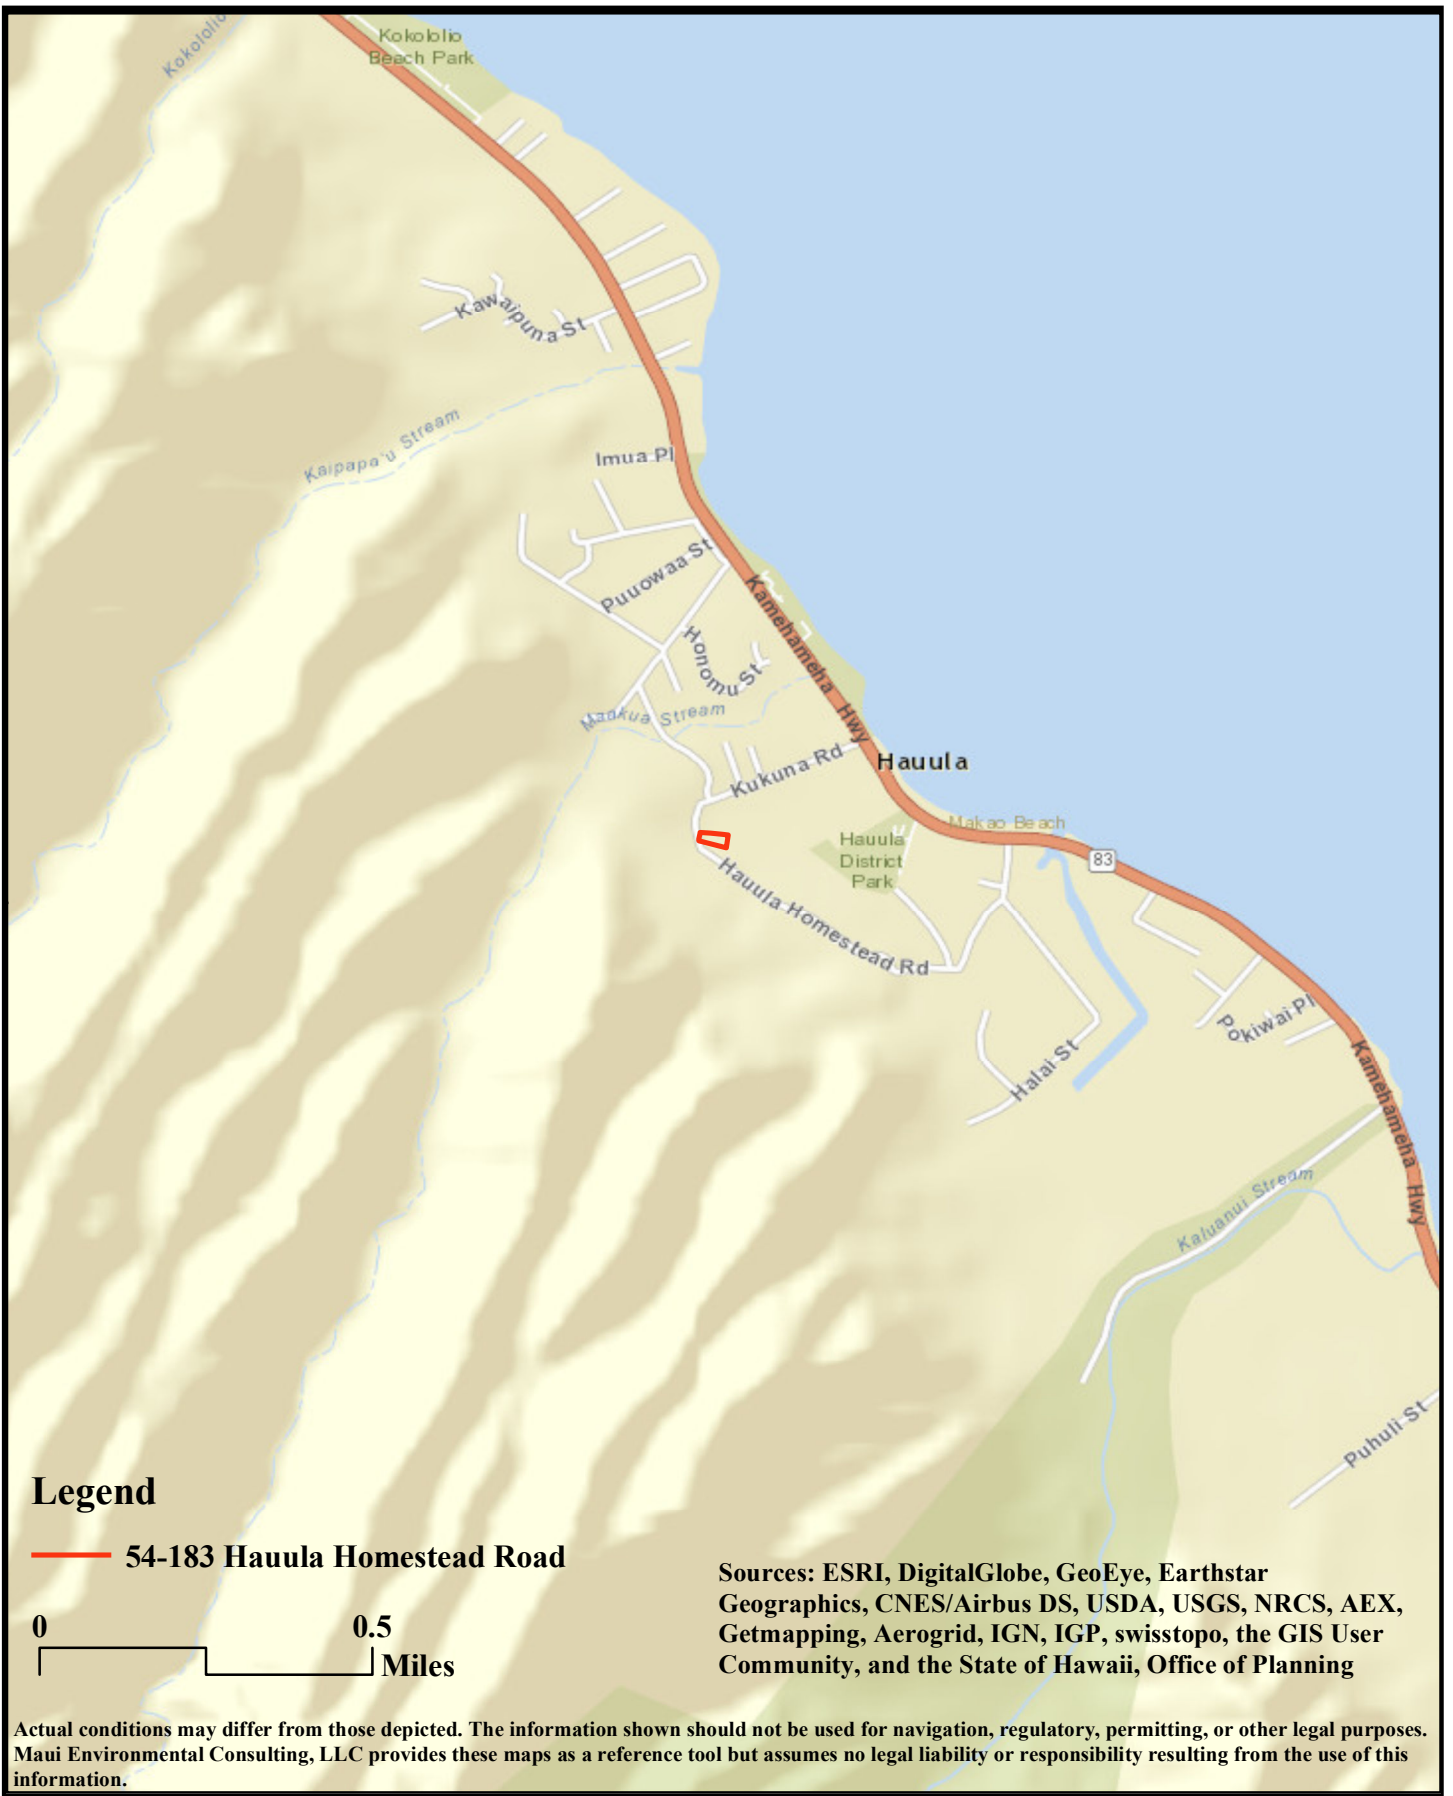 Kokololio
Kokololio
Beach Park
Kawaipuna St
Kaipapa'u Stream
Imua Pl
Puuowaa St
Honomu St
Kamehameha Hwy
Maakua Stream
Kukuna Rd
Hauula
Makao Beach
Hauula
District
Park
83
Hauula Homestead Rd
Pokiwai Pl
Halai St
Kamehameha Hwy
Kaluanui Stream
Puhuli St
Legend
54-183 Hauula Homestead Road
0 0.5
Miles
Sources: ESRI, DigitalGlobe, GeoEye, Earthstar
Geographics, CNES/Airbus DS, USDA, USGS, NRCS, AEX,
Getmapping, Aerogrid, IGN, IGP, swisstopo, the GIS User
Community, and the State of Hawaii, Office of Planning
Actual conditions may differ from those depicted. The information shown should not be used for navigation, regulatory, permitting, or other legal purposes.
Maui Environmental Consulting, LLC provides these maps as a reference tool but assumes no legal liability or responsibility resulting from the use of this
information.